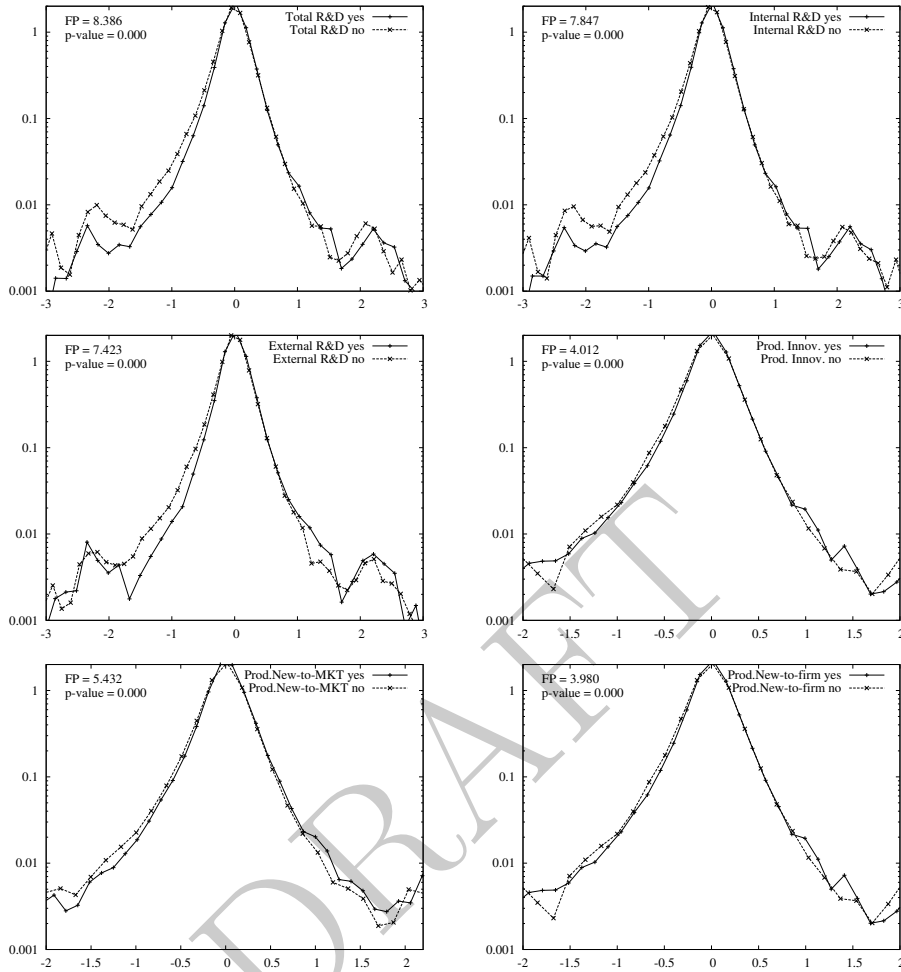 FP = 8.386
p-value = 0.000
Total R&D yes
Total R&D no
1
0.1
0.01
0.001
-3 -2 -1 0 1 2 3
FP = 7.847
p-value = 0.000
Internal R&D yes
Internal R&D no
1
0.1
0.01
0.001
-3 -2 -1 0 1 2 3
FP = 7.423
p-value = 0.000
External R&D yes
External R&D no
1
0.1
0.01
0.001
-3 -2 -1 0 1 2 3
FP = 4.012
p-value = 0.000
Prod. Innov. yes
Prod. Innov. no
1
0.1
0.01
0.001
-2 -1.5 -1 -0.5 0 0.5 1 1.5 2
FP = 5.432
p-value = 0.000
Prod.New-to-MKT yes
Prod.New-to-MKT no
1
0.1
0.01
0.001
-2 -1.5 -1 -0.5 0 0.5 1 1.5 2
FP = 3.980
p-value = 0.000
Prod.New-to-firm yes
Prod.New-to-firm no
1
0.1
0.01
0.001
-2 -1.5 -1 -0.5 0 0.5 1 1.5 2
DRAFT